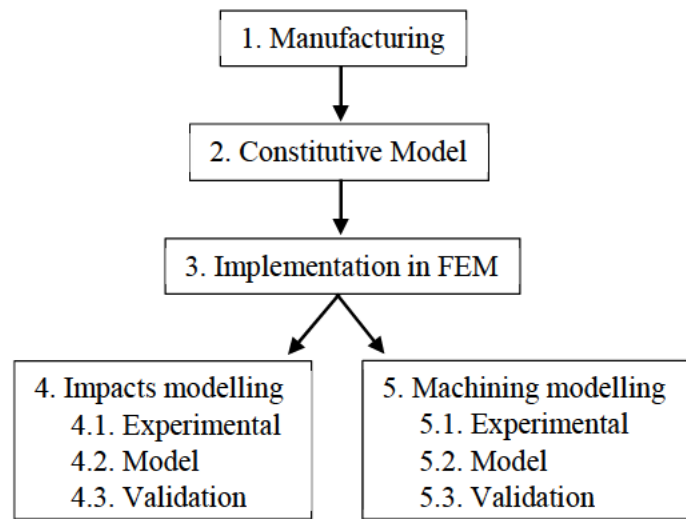 1. Manufacturing
2. Constitutive Model
3. Implementation in FEM
4. Impacts modelling
4.1. Experimental
4.2. Model
4.3. Validation
5. Machining modelling
5.1. Experimental
5.2. Model
5.3. Validation